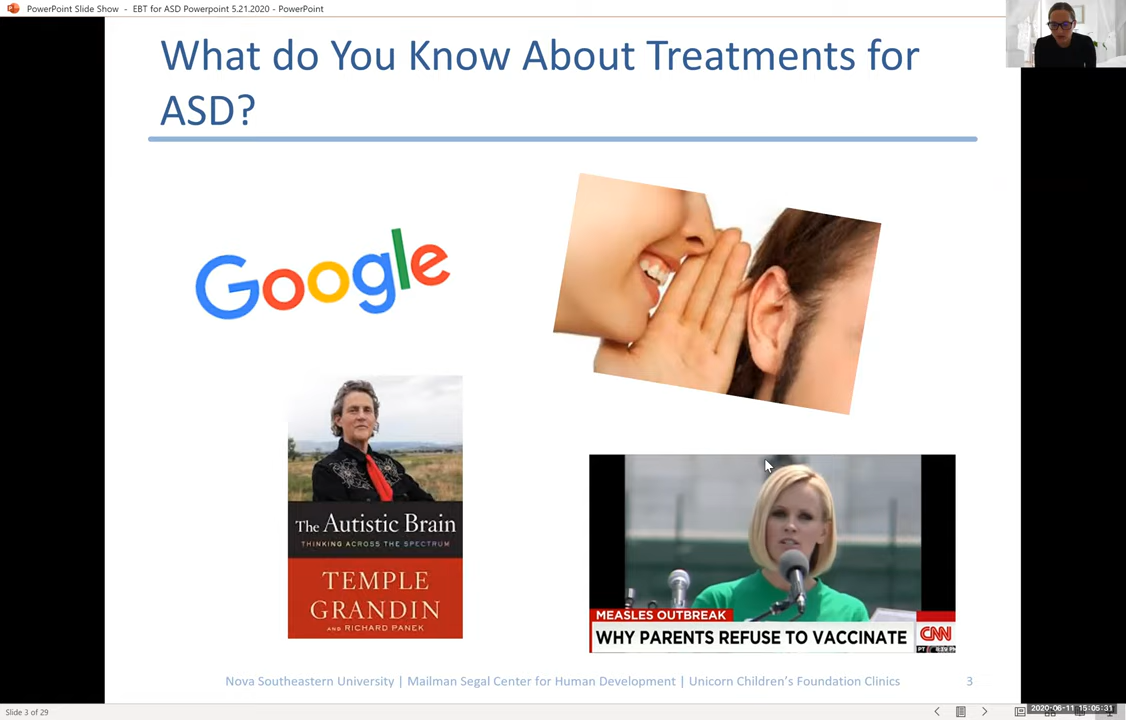 PowerPoint Slide Show - EBT for ASD Powerpoint 5.21.2020 - PowerPoint
What do You Know About Treatments for
ASD?
Google
The Autistic Brain
THINKING ACROSS THE SPECTRUM
TEMPLE
GRANDIN
AND RICHARD PANEK
MEASLES OUTBREAK
WHY PARENTS REFUSE TO VACCINATE
CNN
Nova Southeastern University | Mailman Segal Center for Human Development | Unicorn Children's Foundation Clinics
3
Slide 3 of 29
2020-06-11 15:05:31